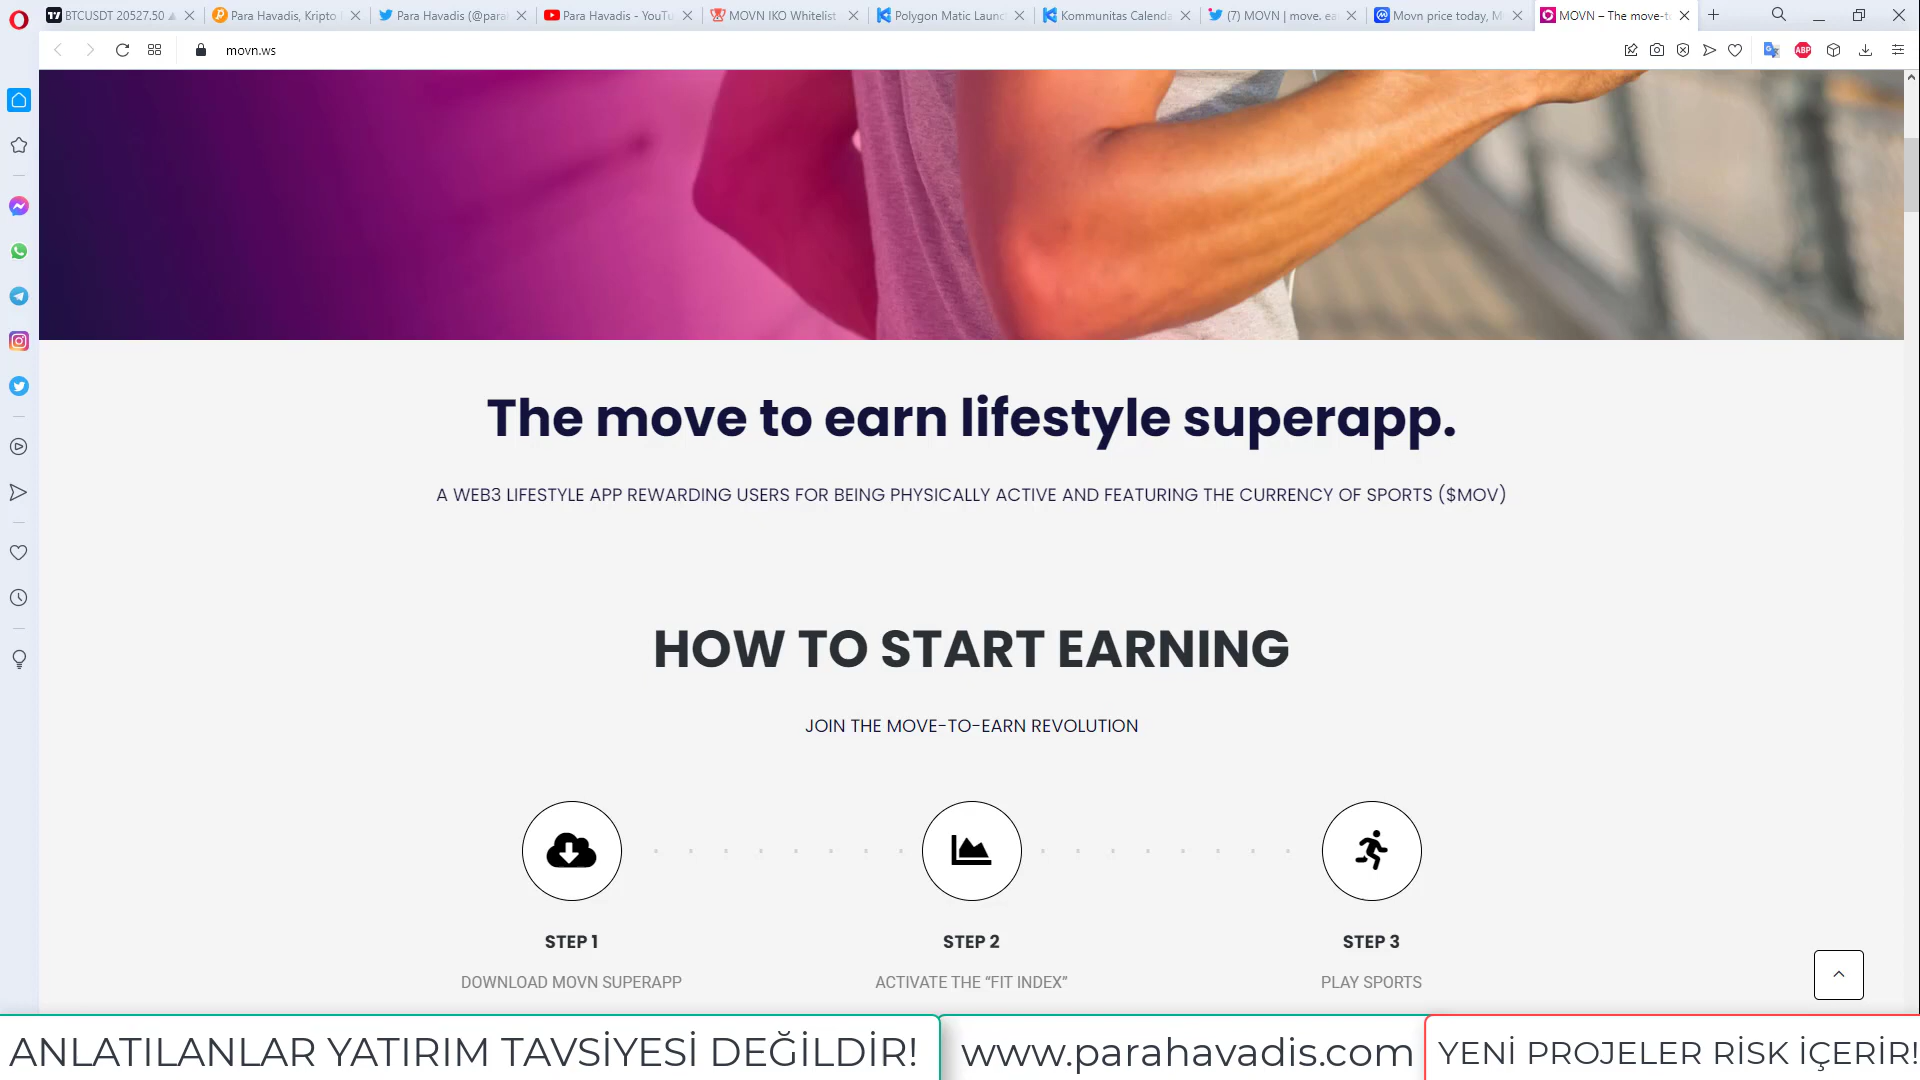 BTCUSDT 20527.50
Para Havadis, Kripto
Para Havadis (@para
Para Havadis - YouTu
MOVN IKO Whitelist
Polygon Matic Launc
Kommunitas Calenda
(7) MOVN | move. ea
Movn price today, M
MOVN – The move-to
movn.ws
ABP
The move to earn lifestyle superapp.
A WEB3 LIFESTYLE APP REWARDING USERS FOR BEING PHYSICALLY ACTIVE AND FEATURING THE CURRENCY OF SPORTS ($MOV)
HOW TO START EARNING
JOIN THE MOVE-TO-EARN REVOLUTION
STEP 1
DOWNLOAD MOVN SUPERAPP
STEP 2
ACTIVATE THE “FIT INDEX”
STEP 3
PLAY SPORTS
ANLATILANLAR YATIRIM TAVSİYESİ DEĞİLDİR!
www.parahavadis.com
YENİ PROJELER RİSK İÇERİR!